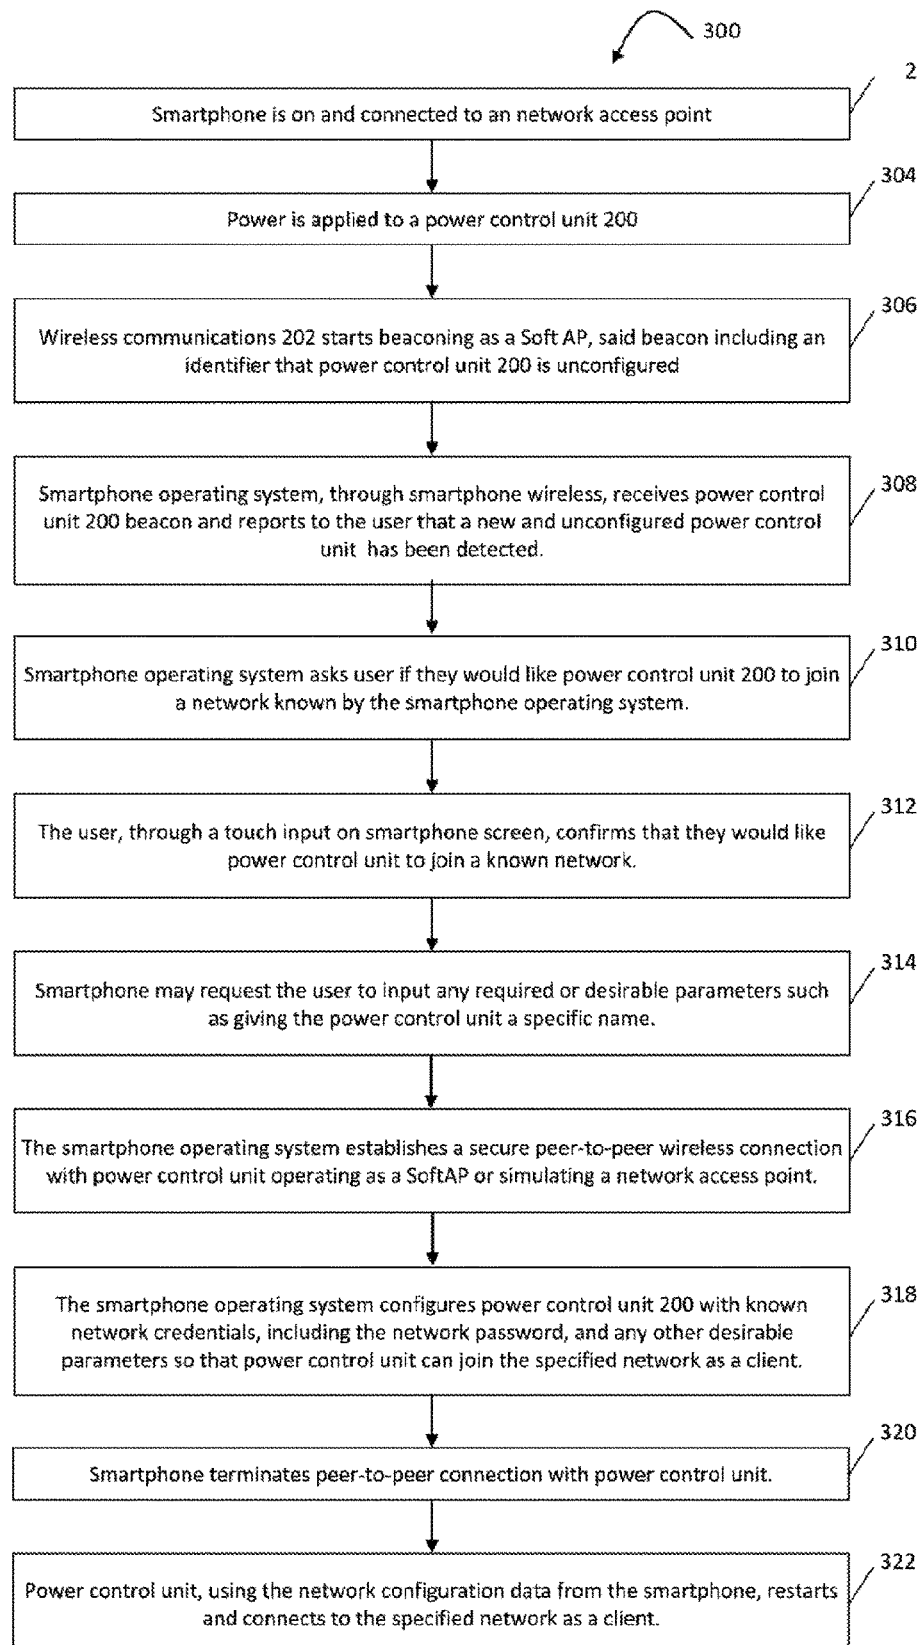 300
2
Smartphone is on and connected to an network access point
304
Power is applied to a power control unit 200
306
Wireless communications 202 starts beaconing as a Soft AP, said beacon including an
identifier that power control unit 200 is unconfigured
308
Smartphone operating system, through smartphone wireless, receives power control
unit 200 beacon and reports to the user that a new and unconfigured power control
unit has been detected.
310
Smartphone operating system asks user if they would like power control unit 200 to join
a network known by the smartphone operating system.
312
The user, through a touch input on smartphone screen, confirms that they would like
power control unit to join a known network.
314
Smartphone may request the user to input any required or desirable parameters such
as giving the power control unit a specific name.
316
The smartphone operating system establishes a secure peer-to-peer wireless connection
with power control unit operating as a SoftAP or simulating a network access point.
318
The smartphone operating system configures power control unit 200 with known
network credentials, including the network password, and any other desirable
parameters so that power control unit can join the specified network as a client.
320
Smartphone terminates peer-to-peer connection with power control unit.
322
Power control unit, using the network configuration data from the smartphone, restarts
and connects to the specified network as a client.